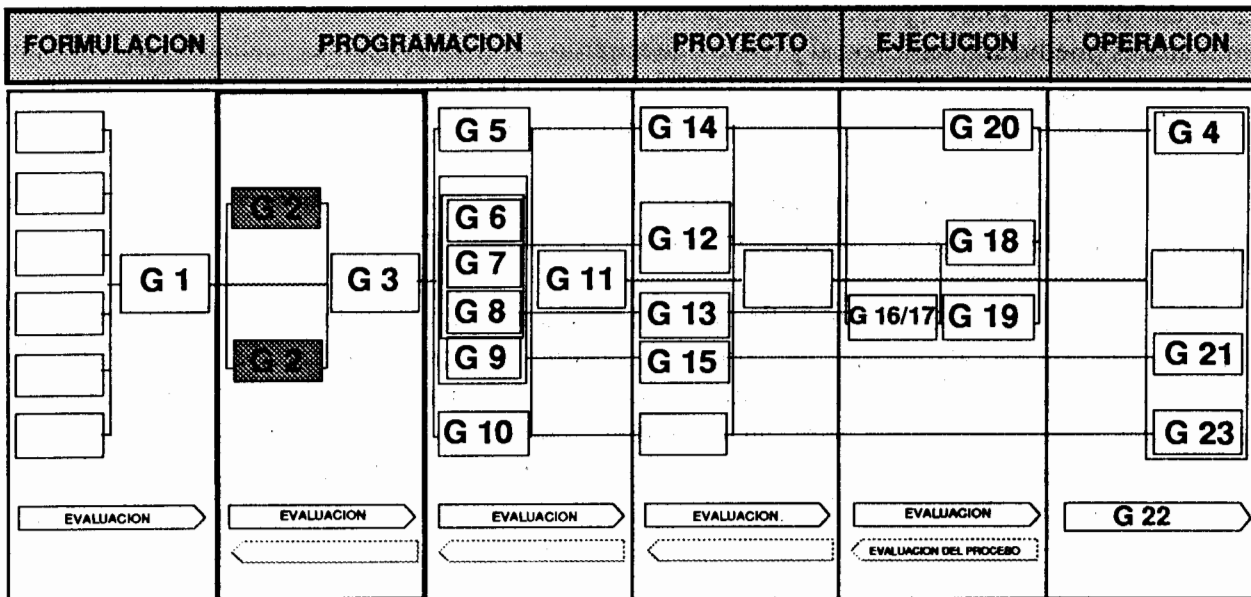 FORMULACION PROGRAMACION PROYECTO EJECUCION OPERACION
G 5 G 14 G 20 G 4
G 2 G 6 G 12 G 18
G 1 G 3 G 7 G 11
G 8 G 13 G 16/17 G 19
G 2 G 9 G 15 G 21
G 10 G 23
EVALUACION EVALUACION EVALUACION EVALUACION. EVALUACION G 22
EVALUACION DEL PROCESO